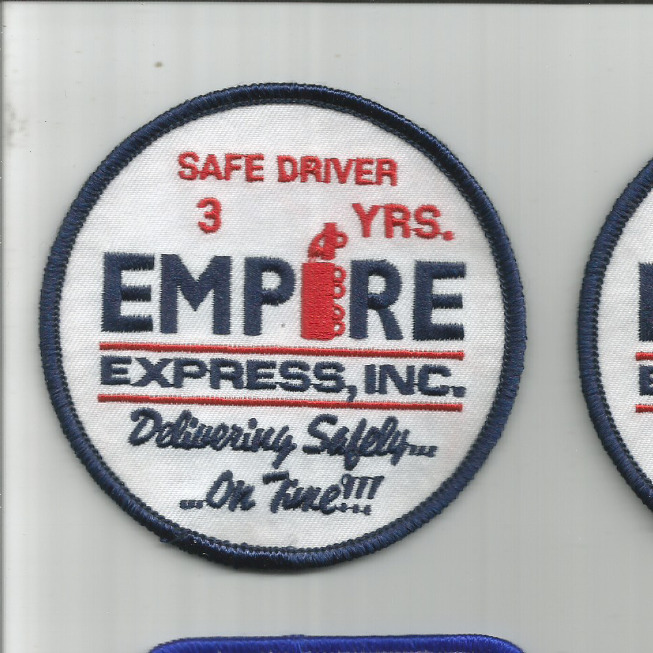 SAFE DRIVER
3 YRS.
EMPIRE
EXPRESS, INC.
Delivering Safely...
...On Time!!!